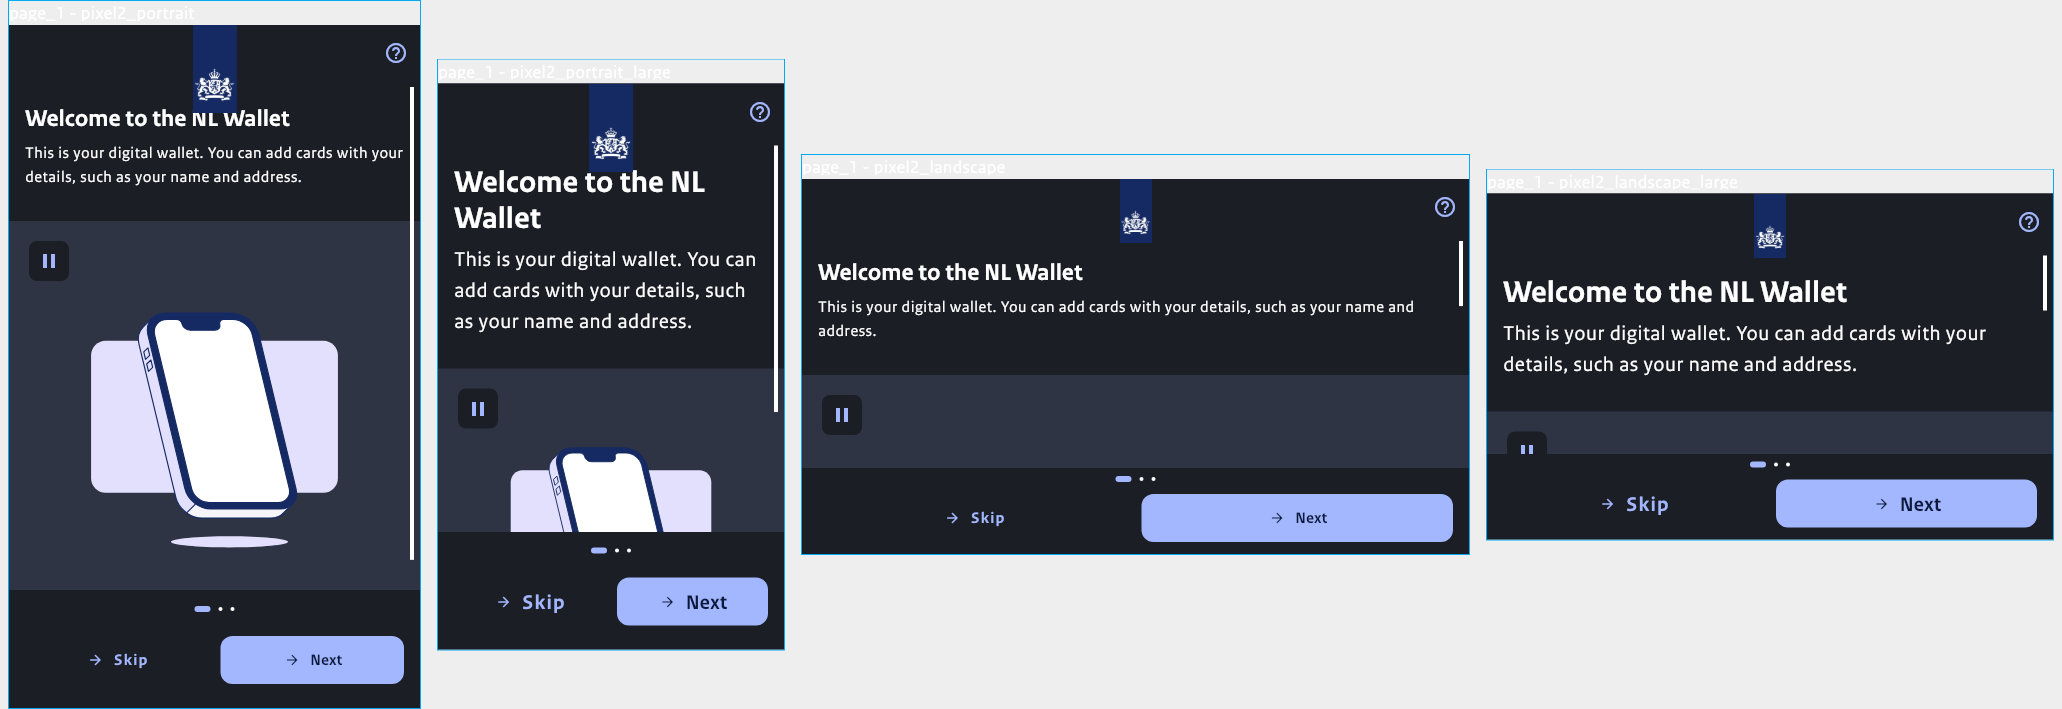 page_1 - pixel2_portrait
Welcome to the NL Wallet
This is your digital wallet. You can add cards with your
details, such as your name and address.
Skip
Next
page_1 - pixel2_portrait_large
Welcome to the NL
Wallet
This is your digital wallet. You can
add cards with your details, such
as your name and address.
Skip
Next
page_1 - pixel2_landscape
Welcome to the NL Wallet
This is your digital wallet. You can add cards with your details, such as your name and
address.
Skip
Next
page_1 - pixel2_landscape_large
Welcome to the NL Wallet
This is your digital wallet. You can add cards with your
details, such as your name and address.
Skip
Next